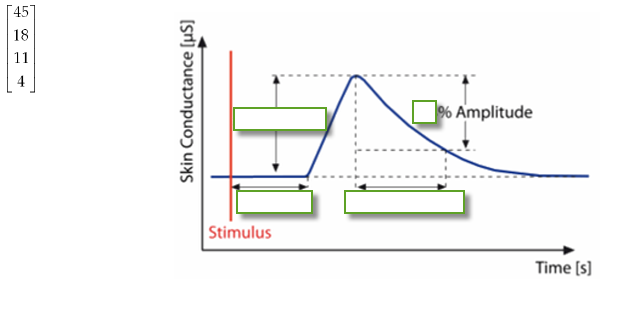 45
18
11
4
Skin Conductance [µS]
% Amplitude
Stimulus
Time [s]